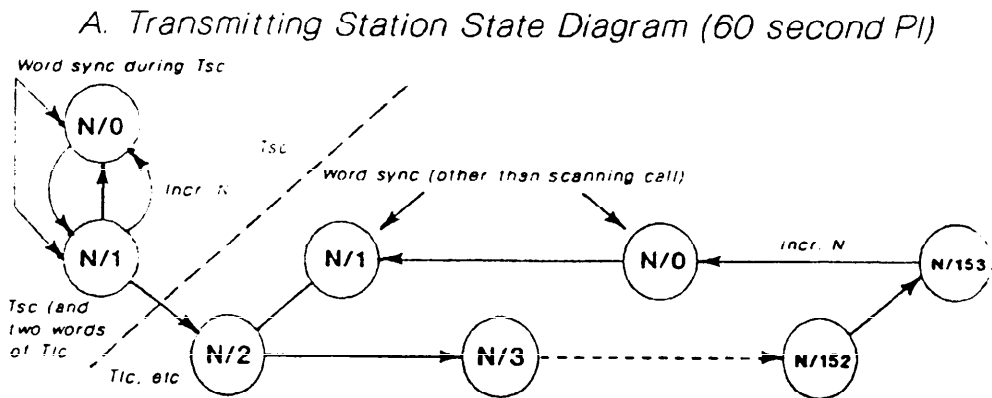 A. Transmitting Station State Diagram (60 second PI)
Word sync during Tsc
N/0
Tsc
Incr. N
Word sync (other than scanning call)
N/1
N/1
N/0
Incr. N
N/153
Tsc (and
two words
of Tlc
N/2
Tlc, etc
N/3
N/152